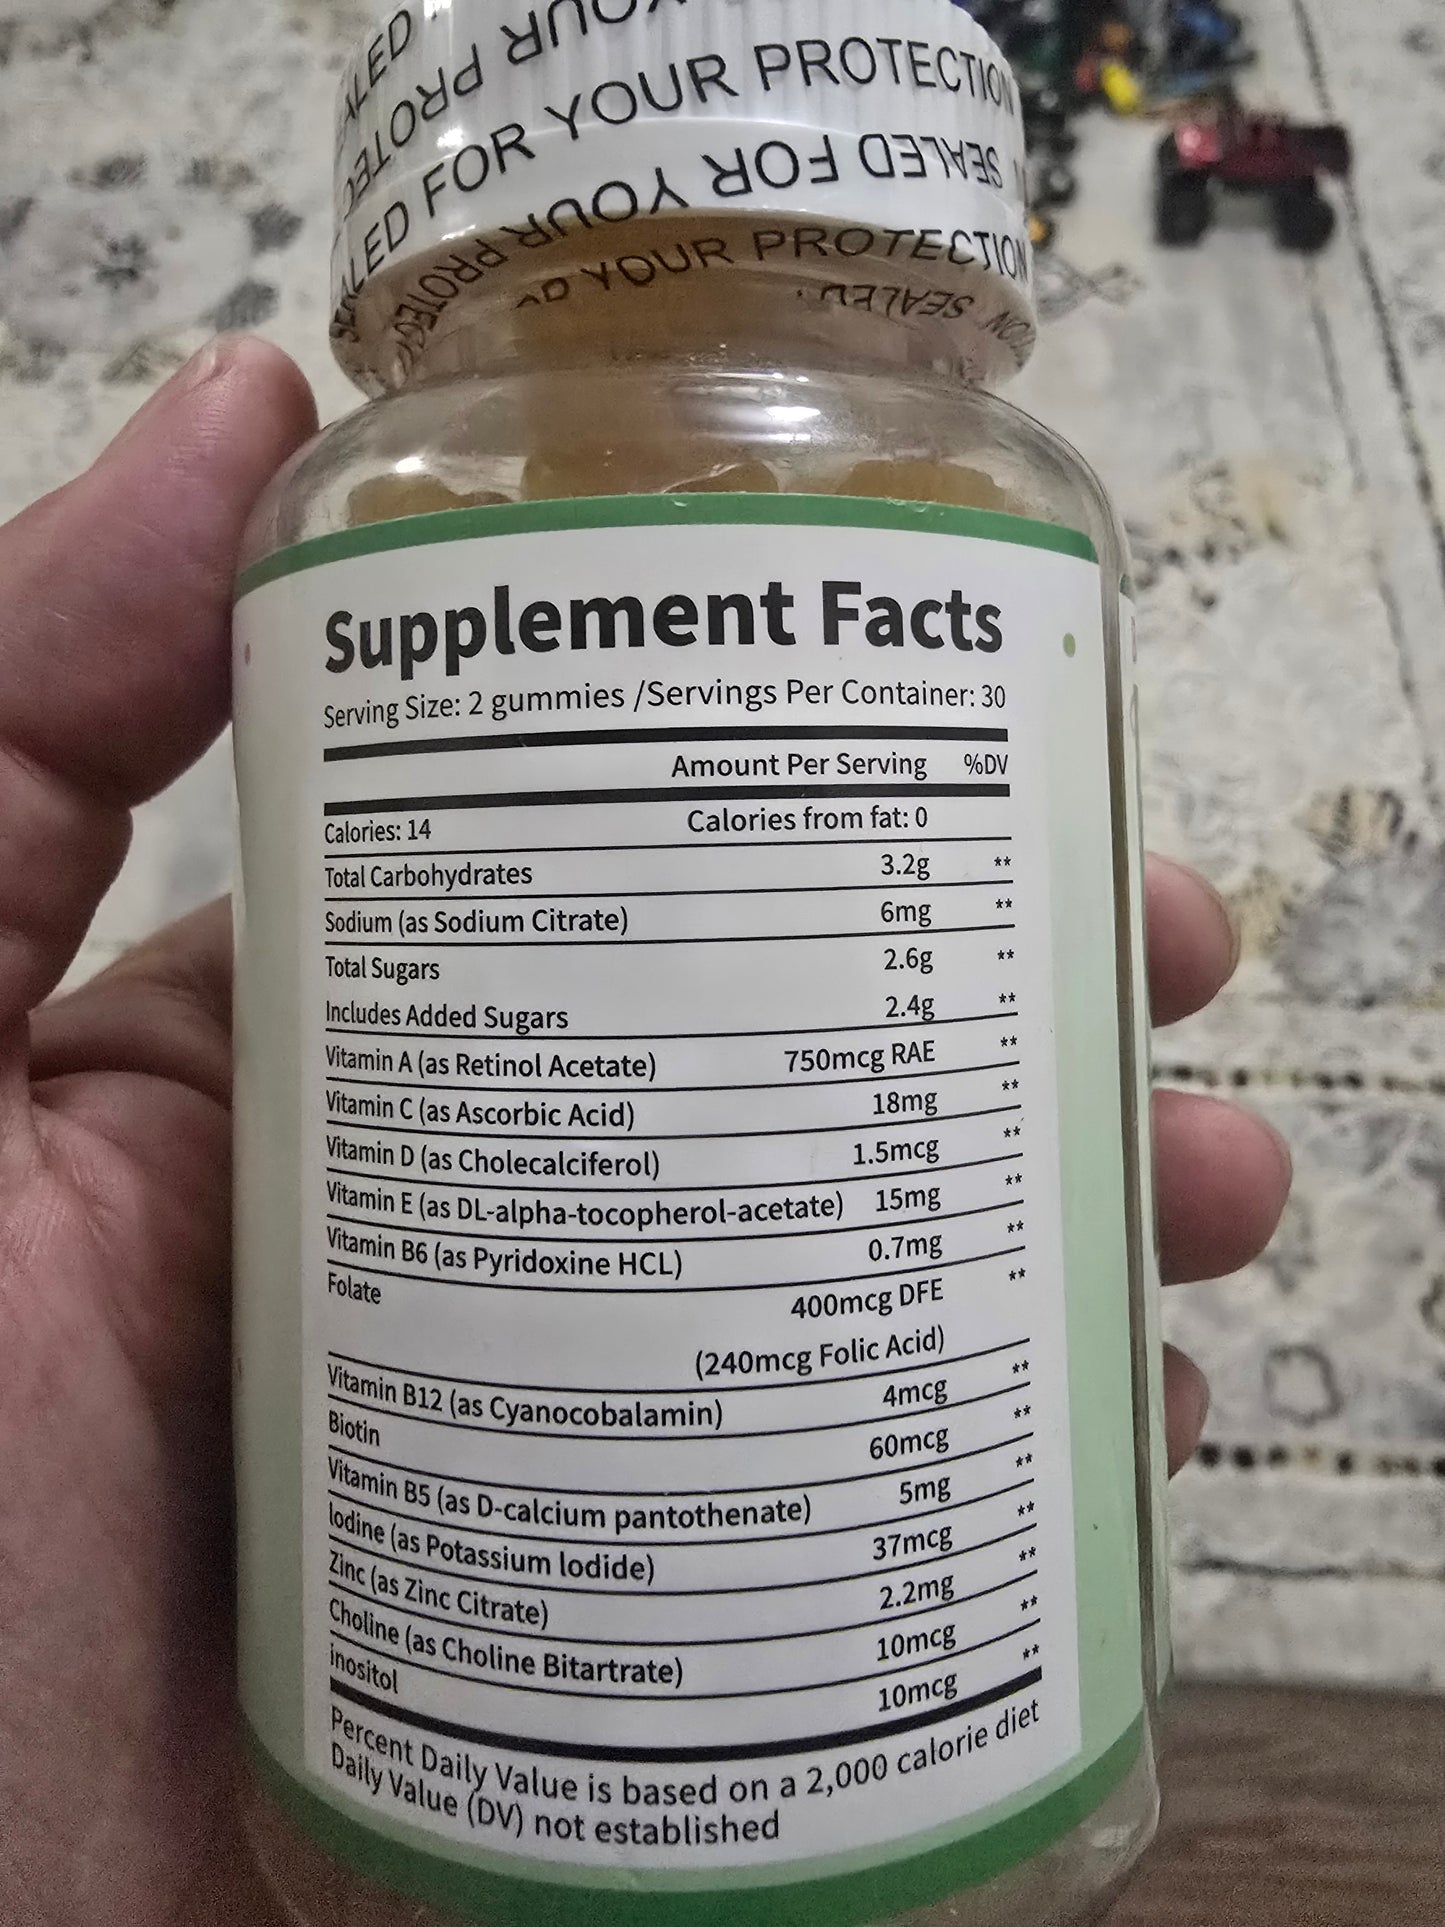 SEALED FOR YOUR PROTECTION
SEALED FOR YOUR PROTECTION
YOUR PROTECTION
SEALED
Supplement Facts
Serving Size: 2 gummies /Servings Per Container: 30
Amount Per Serving %DV
Calories: 14 Calories from fat: 0
Total Carbohydrates 3.2g **
Sodium (as Sodium Citrate) 6mg **
Total Sugars 2.6g **
Includes Added Sugars 2.4g **
Vitamin A (as Retinol Acetate) 750mcg RAE **
Vitamin C (as Ascorbic Acid) 18mg **
Vitamin D (as Cholecalciferol) 1.5mcg **
Vitamin E (as DL-alpha-tocopherol-acetate) 15mg **
Vitamin B6 (as Pyridoxine HCL) 0.7mg **
Folate 400mcg DFE **
(240mcg Folic Acid)
Vitamin B12 (as Cyanocobalamin) 4mcg **
Biotin 60mcg **
Vitamin B5 (as D-calcium pantothenate) 5mg **
Iodine (as Potassium lodide) 37mcg **
Zinc (as Zinc Citrate) 2.2mg **
Choline (as Choline Bitartrate) 10mcg **
inositol 10mcg **
Percent Daily Value is based on a 2,000 calorie diet
Daily Value (DV) not established